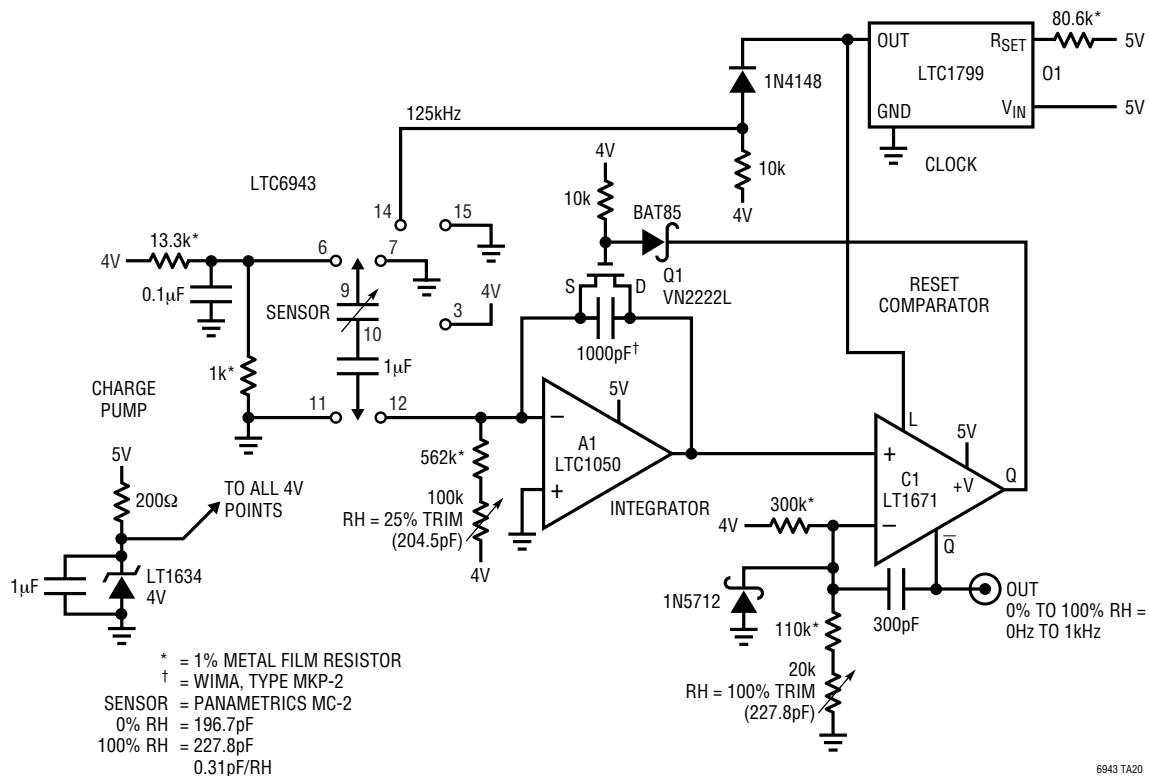 80.6k*
OUT
RSET
5V
LTC1799
O1
GND
VIN
5V
CLOCK
1N4148
125kHz
10k
4V
LTC6943
4V
10k
BAT85
14
15
4V
13.3k*
6
7
0.1µF
9
SENSOR
10
4V
3
S
D
Q1
VN2222L
1000pF†
1µF
1k*
RESET
COMPARATOR
CHARGE
PUMP
11
12
5V
–
+
A1
LTC1050
INTEGRATOR
562k*
100k
RH = 25% TRIM
(204.5pF)
4V
5V
200Ω
TO ALL 4V
POINTS
1µF
LT1634
4V
L
5V
+
–
C1
LT1671
+V
Q
Q̅
4V
300k*
1N5712
300pF
OUT
0% TO 100% RH =
0Hz TO 1kHz
110k*
20k
RH = 100% TRIM
(227.8pF)
* = 1% METAL FILM RESISTOR
† = WIMA, TYPE MKP-2
SENSOR = PANAMETRICS MC-2
0% RH = 196.7pF
100% RH = 227.8pF
0.31pF/RH
6943 TA20